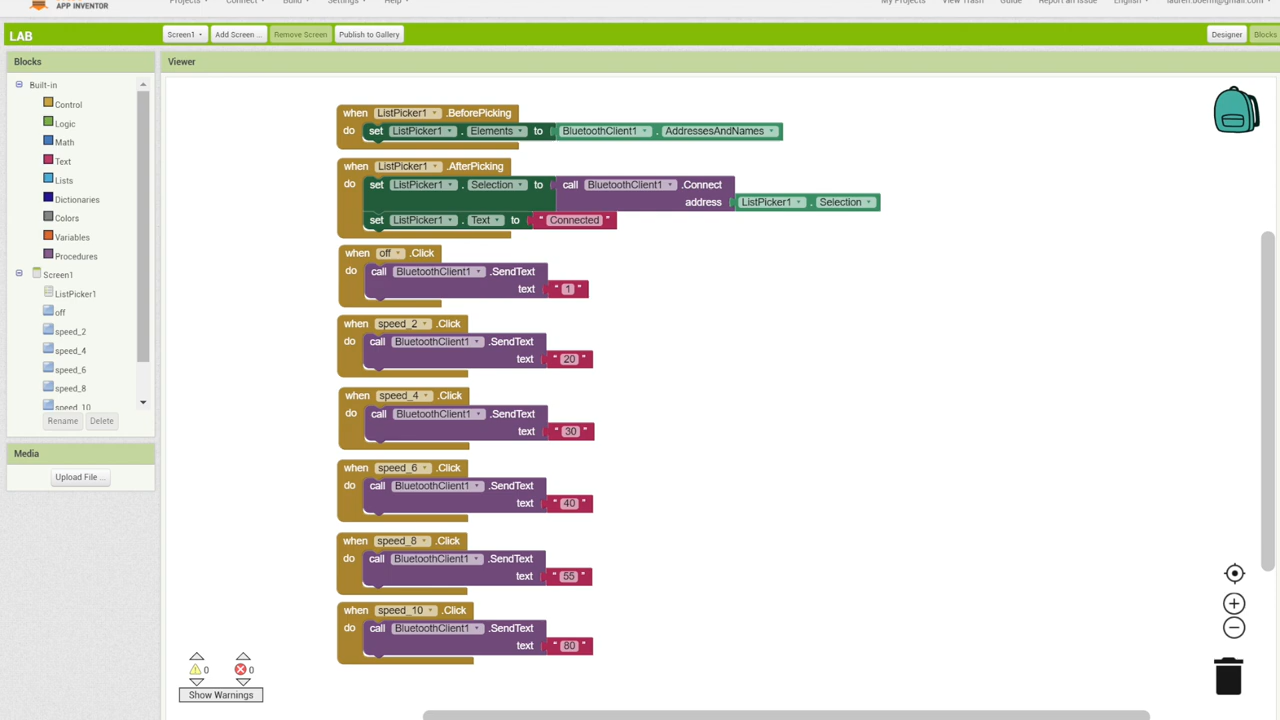 APP INVENTOR
Projects Connect Build Settings Help My Projects View Trash Guide Report an Issue English
LAB Screen1 Add Screen ... Remove Screen Publish to Gallery Designer Blocks
Blocks
Viewer
Built-in
Control
Logic
Math
Text
Lists
Dictionaries
Colors
Variables
Procedures
Screen1
ListPicker1
off
speed_2
speed_4
speed_6
speed_8
speed_10
Rename Delete
Media
Upload File ...
when ListPicker1 .BeforePicking
do set ListPicker1 . Elements to BluetoothClient1 . AddressesAndNames
when ListPicker1 .AfterPicking
do set ListPicker1 . Selection to call BluetoothClient1 .Connect
address ListPicker1 . Selection
set ListPicker1 . Text to " Connected "
when off .Click
do call BluetoothClient1 .SendText
text " 1 "
when speed_2 .Click
do call BluetoothClient1 .SendText
text " 20 "
when speed_4 .Click
do call BluetoothClient1 .SendText
text " 30 "
when speed_6 .Click
do call BluetoothClient1 .SendText
text " 40 "
when speed_8 .Click
do call BluetoothClient1 .SendText
text " 55 "
when speed_10 .Click
do call BluetoothClient1 .SendText
text " 80 "
0 0
Show Warnings